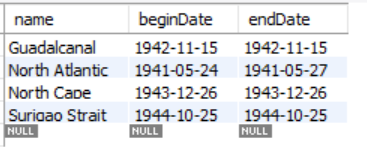 name beginDate endDate
Guadalcanal 1942-11-15 1942-11-15
North Atlantic 1941-05-24 1941-05-27
North Cape 1943-12-26 1943-12-26
Surigao Strait 1944-10-25 1944-10-25
NULL NULL NULL